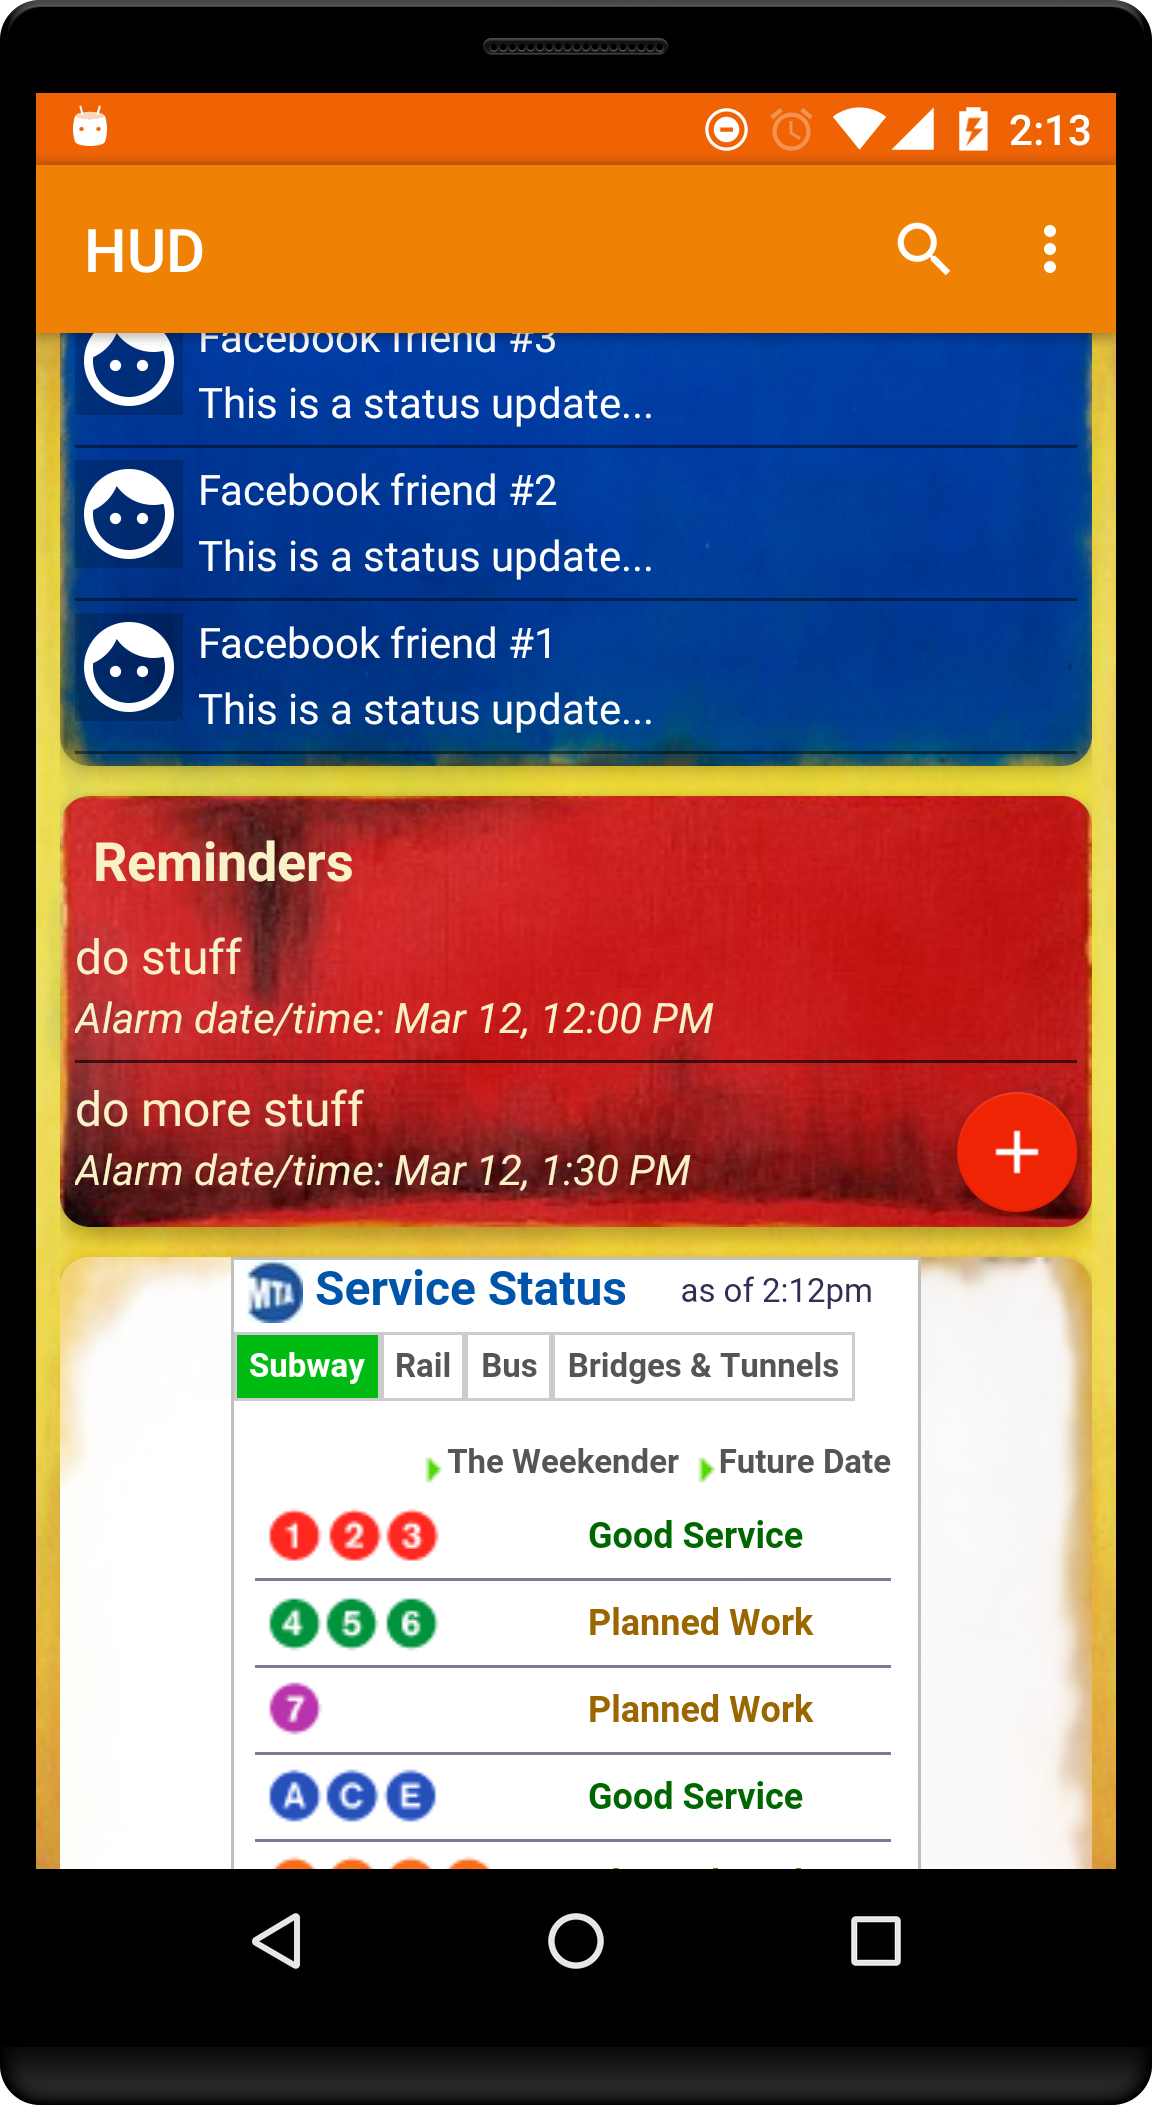 2:13
HUD
Facebook friend #3
This is a status update...
Facebook friend #2
This is a status update...
Facebook friend #1
This is a status update...
Reminders
do stuff
Alarm date/time: Mar 12, 12:00 PM
do more stuff
Alarm date/time: Mar 12, 1:30 PM
+
MTA Service Status as of 2:12pm
Subway Rail Bus Bridges & Tunnels
The Weekender Future Date
1 2 3 Good Service
4 5 6 Planned Work
7 Planned Work
A C E Good Service